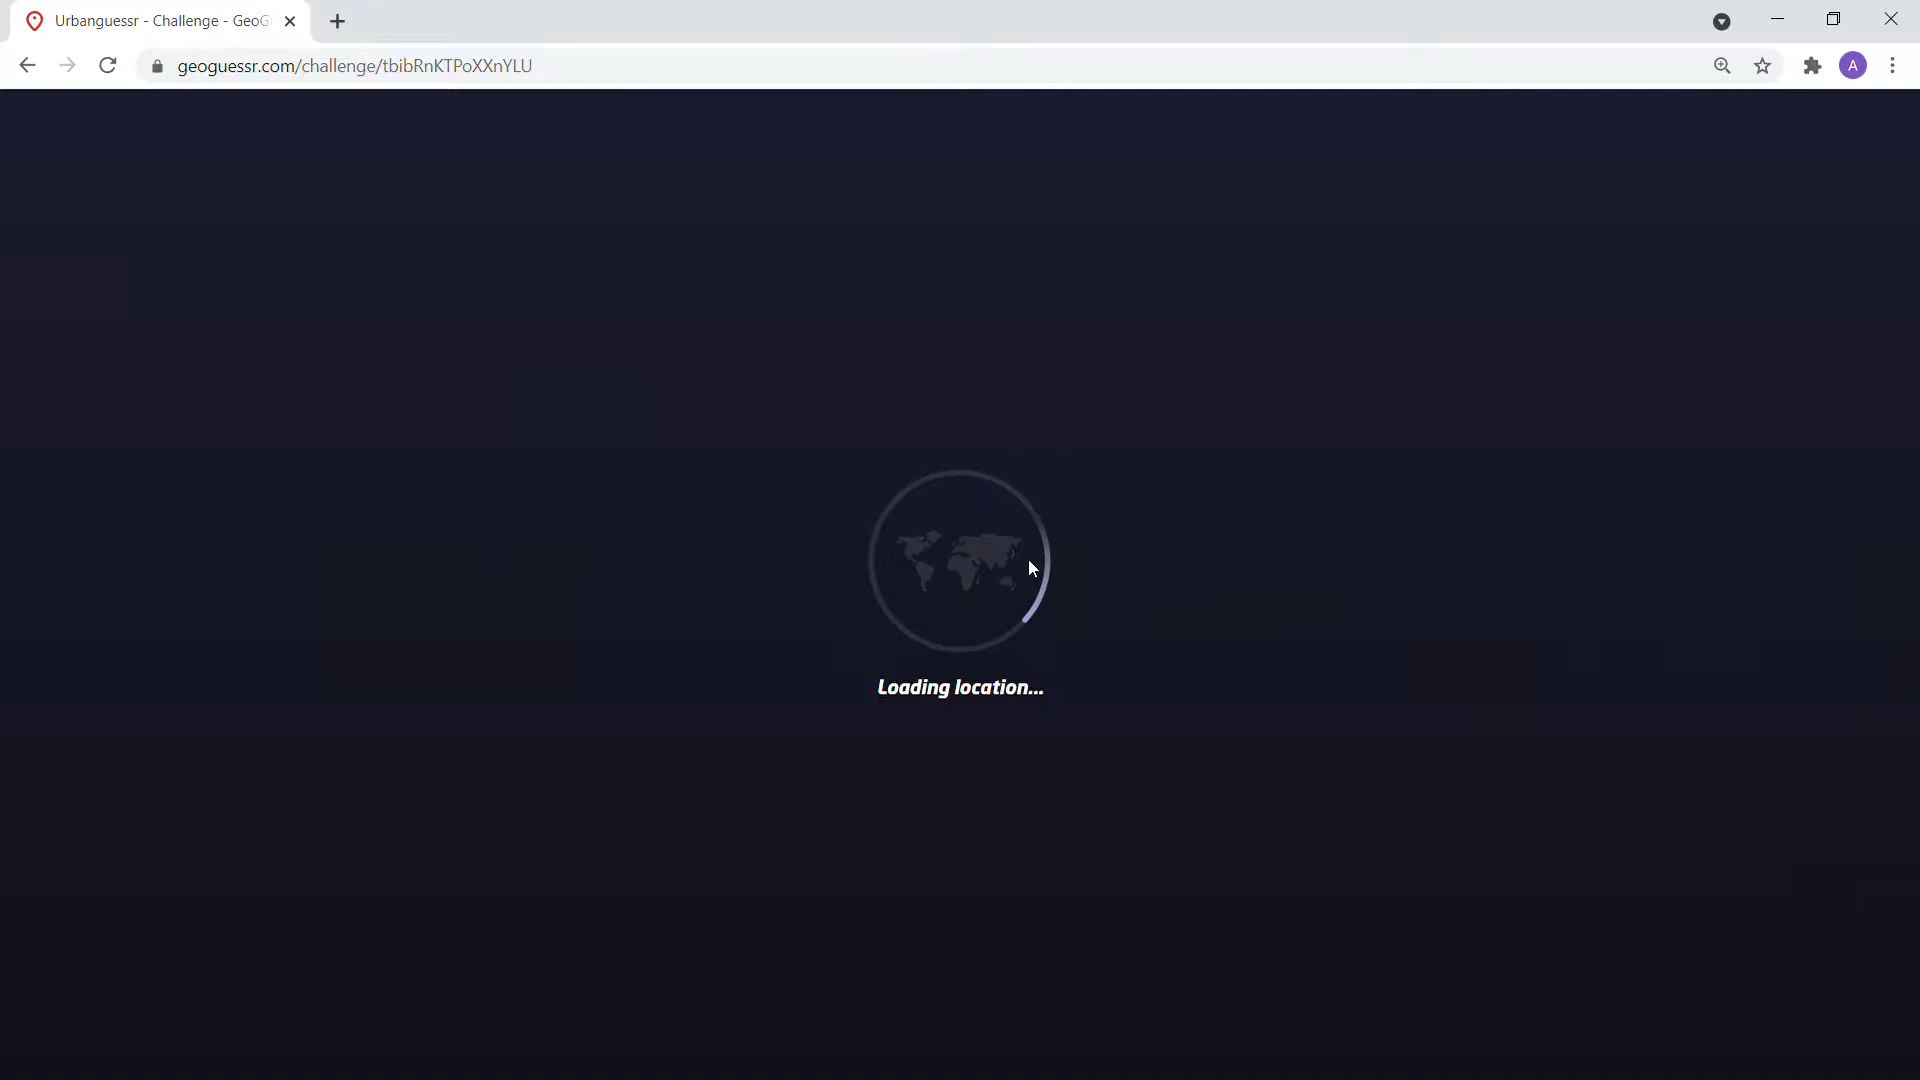 Urbanguessr - Challenge - GeoG
geoguessr.com/challenge/tbibRnKTPoXXnYLU
A
Loading location...